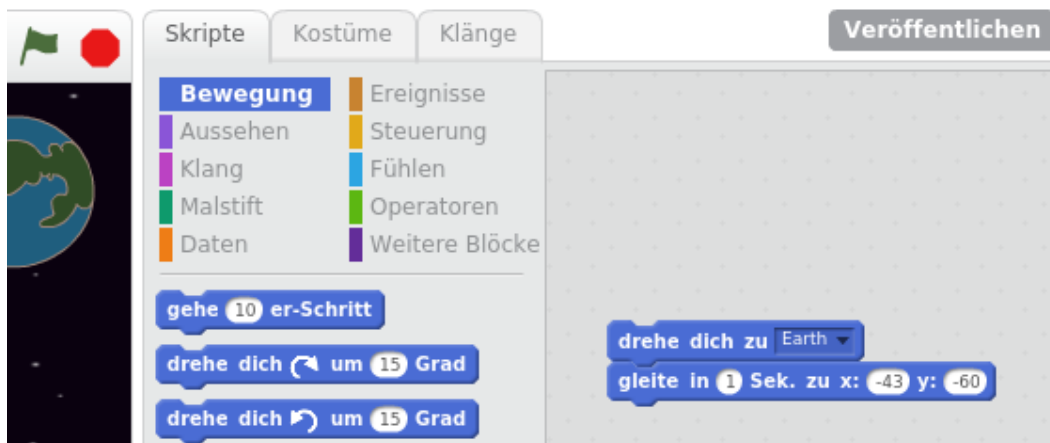 Skripte Kostüme Klänge Veröffentlichen
Bewegung Ereignisse
Aussehen Steuerung
Klang Fühlen
Malstift Operatoren
Daten Weitere Blöcke
gehe 10 er-Schritt
drehe dich um 15 Grad
drehe dich um 15 Grad
drehe dich zu Earth
gleite in 1 Sek. zu x: -43 y: -60